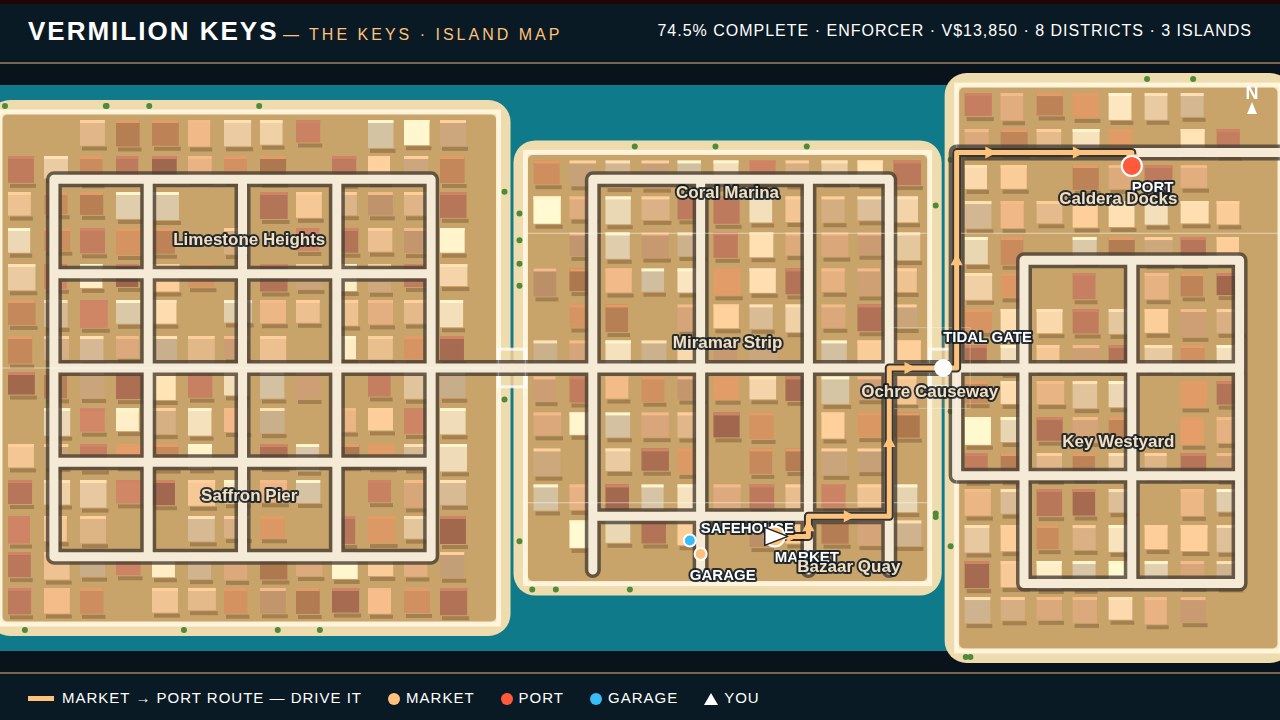 VERMILION KEYS — THE KEYS · ISLAND MAP
74.5% COMPLETE · ENFORCER · V$13,850 · 8 DISTRICTS · 3 ISLANDS
N
Coral Marina
PORT
Caldera Docks
Limestone Heights
TIDAL GATE
Miramar Strip
Ochre Causeway
Key Westyard
Saffron Pier
SAFEHOUSE
MARKET
Bazaar Quay
GARAGE
MARKET → PORT ROUTE — DRIVE IT
MARKET
PORT
GARAGE
YOU